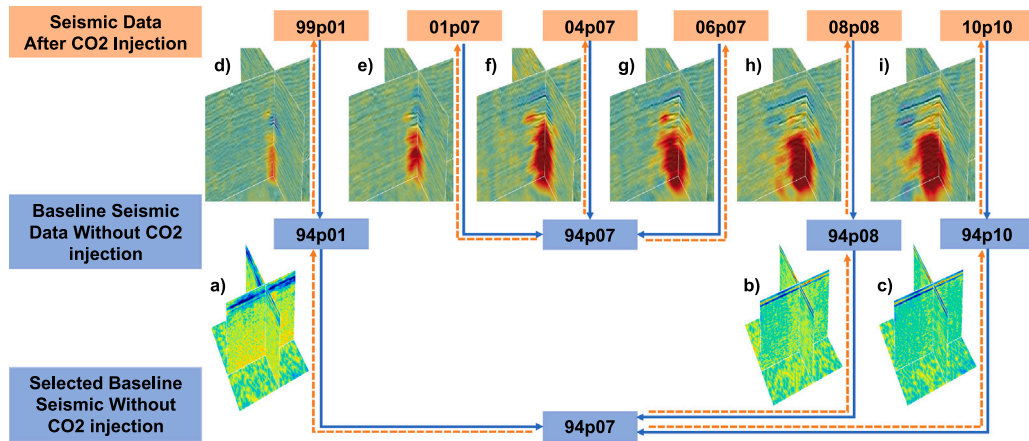 Seismic Data
After CO2 Injection
99p01
01p07
04p07
06p07
08p08
10p10
d)
e)
f)
g)
h)
i)
Baseline Seismic
Data Without CO2
injection
94p01
94p07
94p08
94p10
a)
b)
c)
Selected Baseline
Seismic Without
CO2 injection
94p07